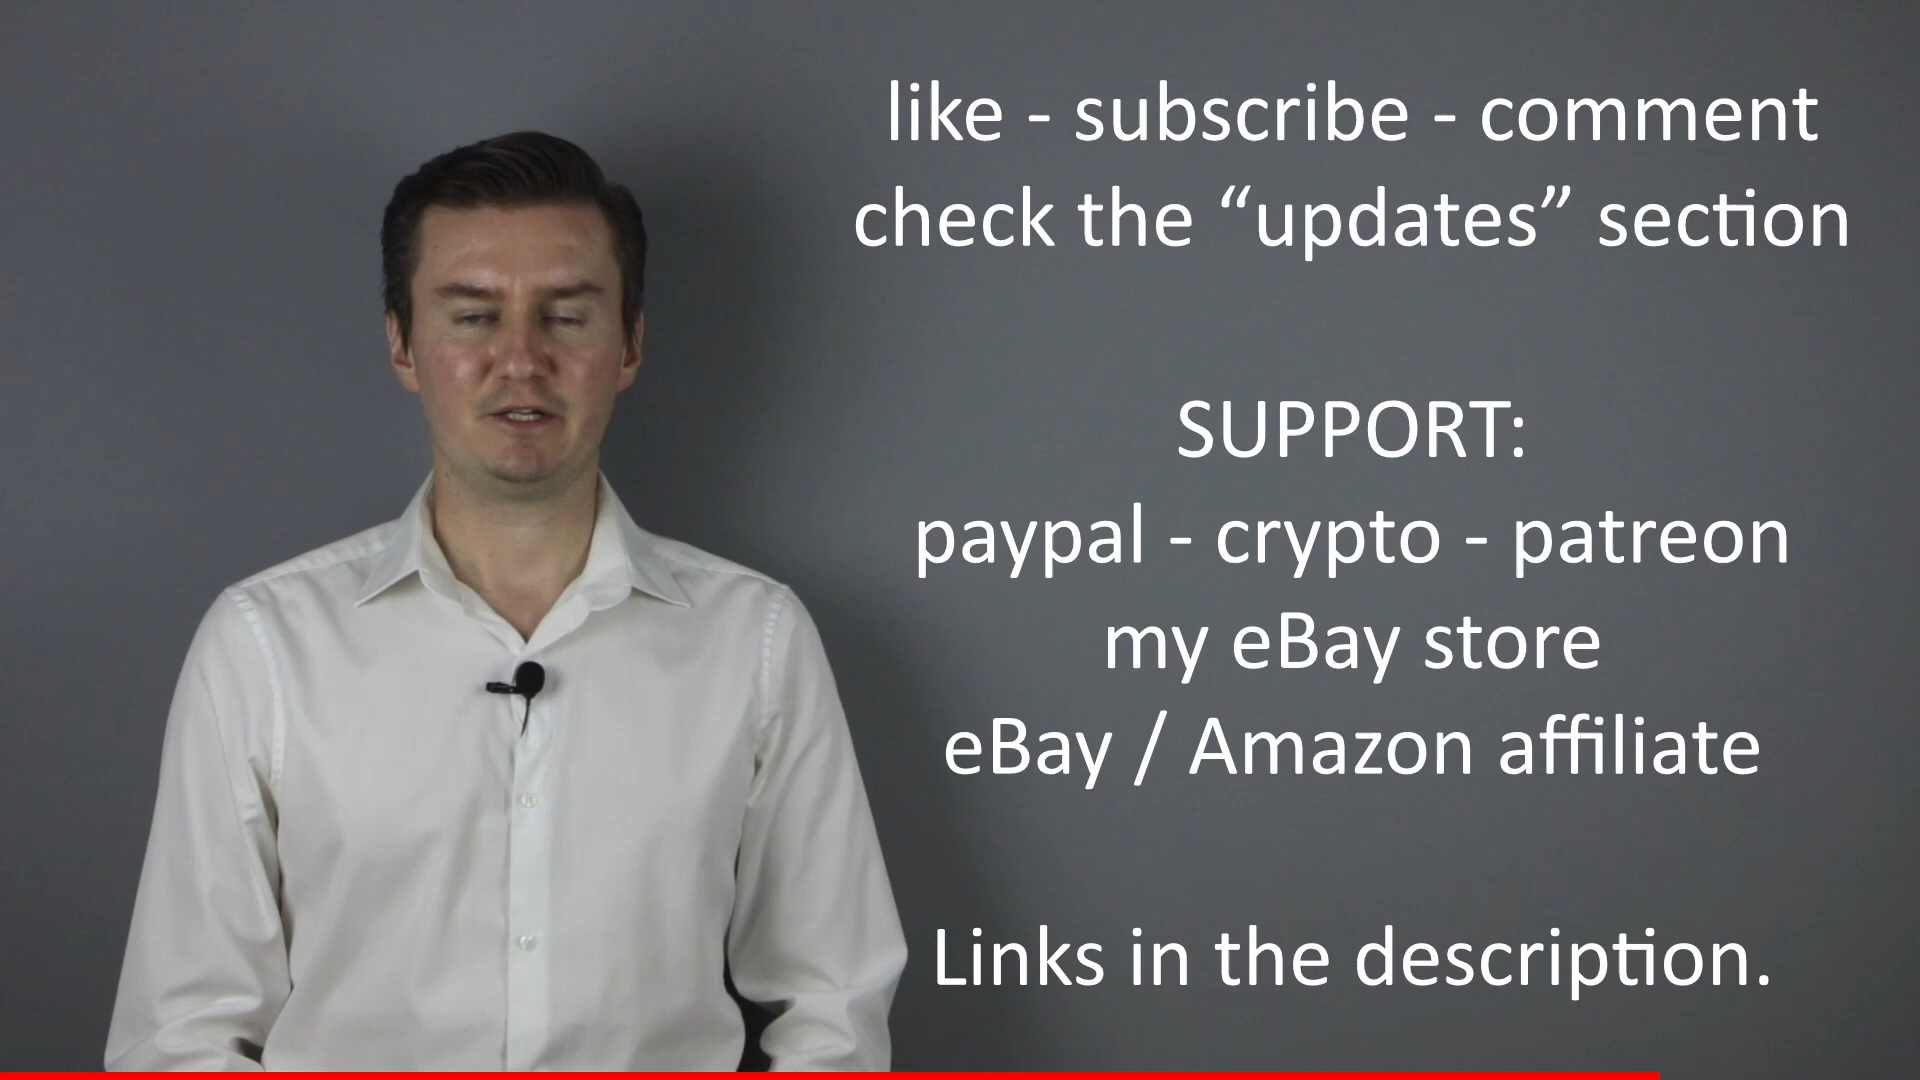 like - subscribe - comment
check the “updates” section
SUPPORT:
paypal - crypto - patreon
my eBay store
eBay / Amazon affiliate
Links in the description.